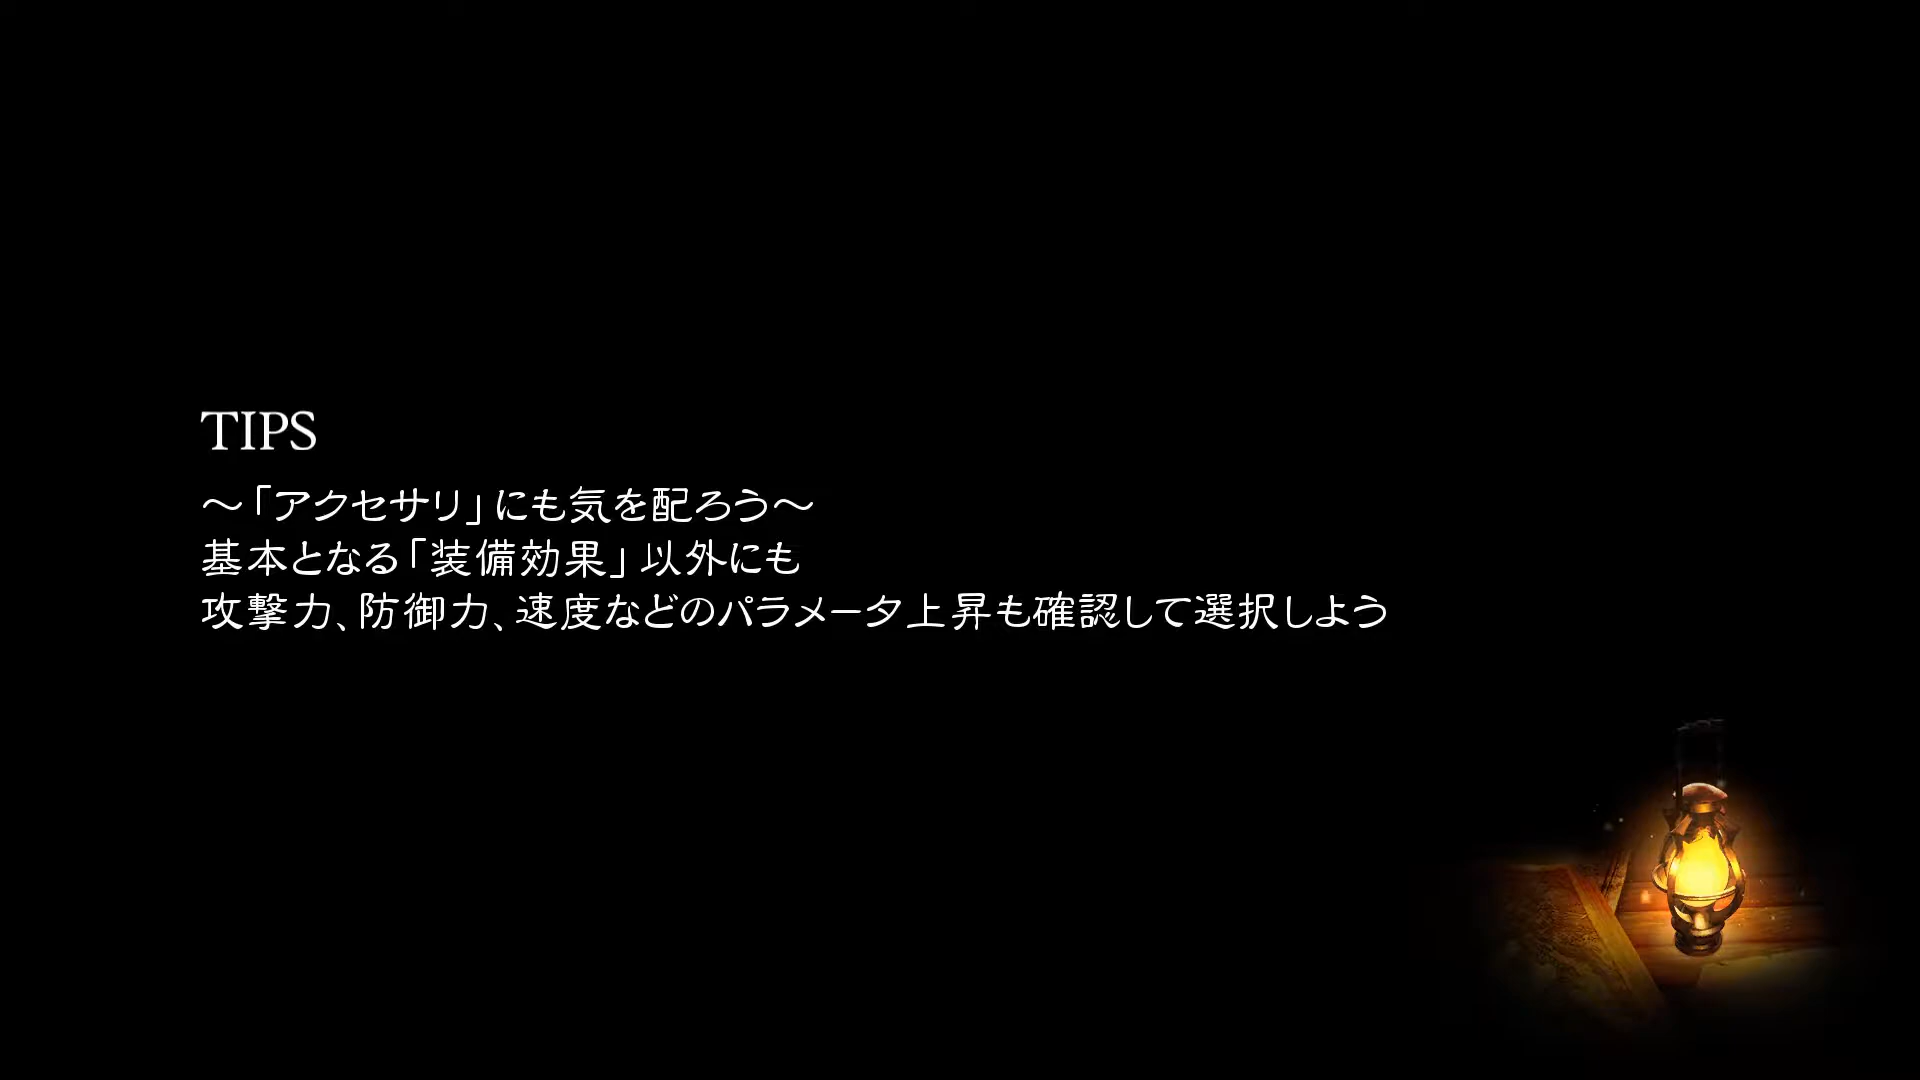 TIPS
～「アクセサリ」にも気を配ろう～
基本となる「装備効果」以外にも
攻撃力、防御力、速度などのパラメータ上昇も確認して選択しよう